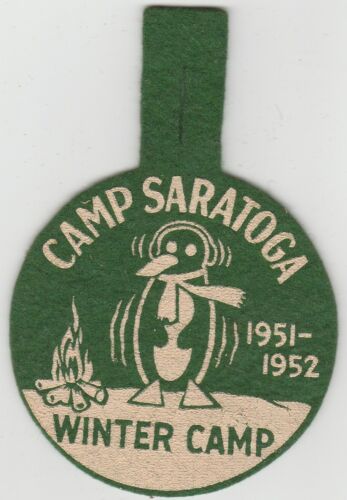 CAMP SARATOGA
1951-
1952
WINTER CAMP